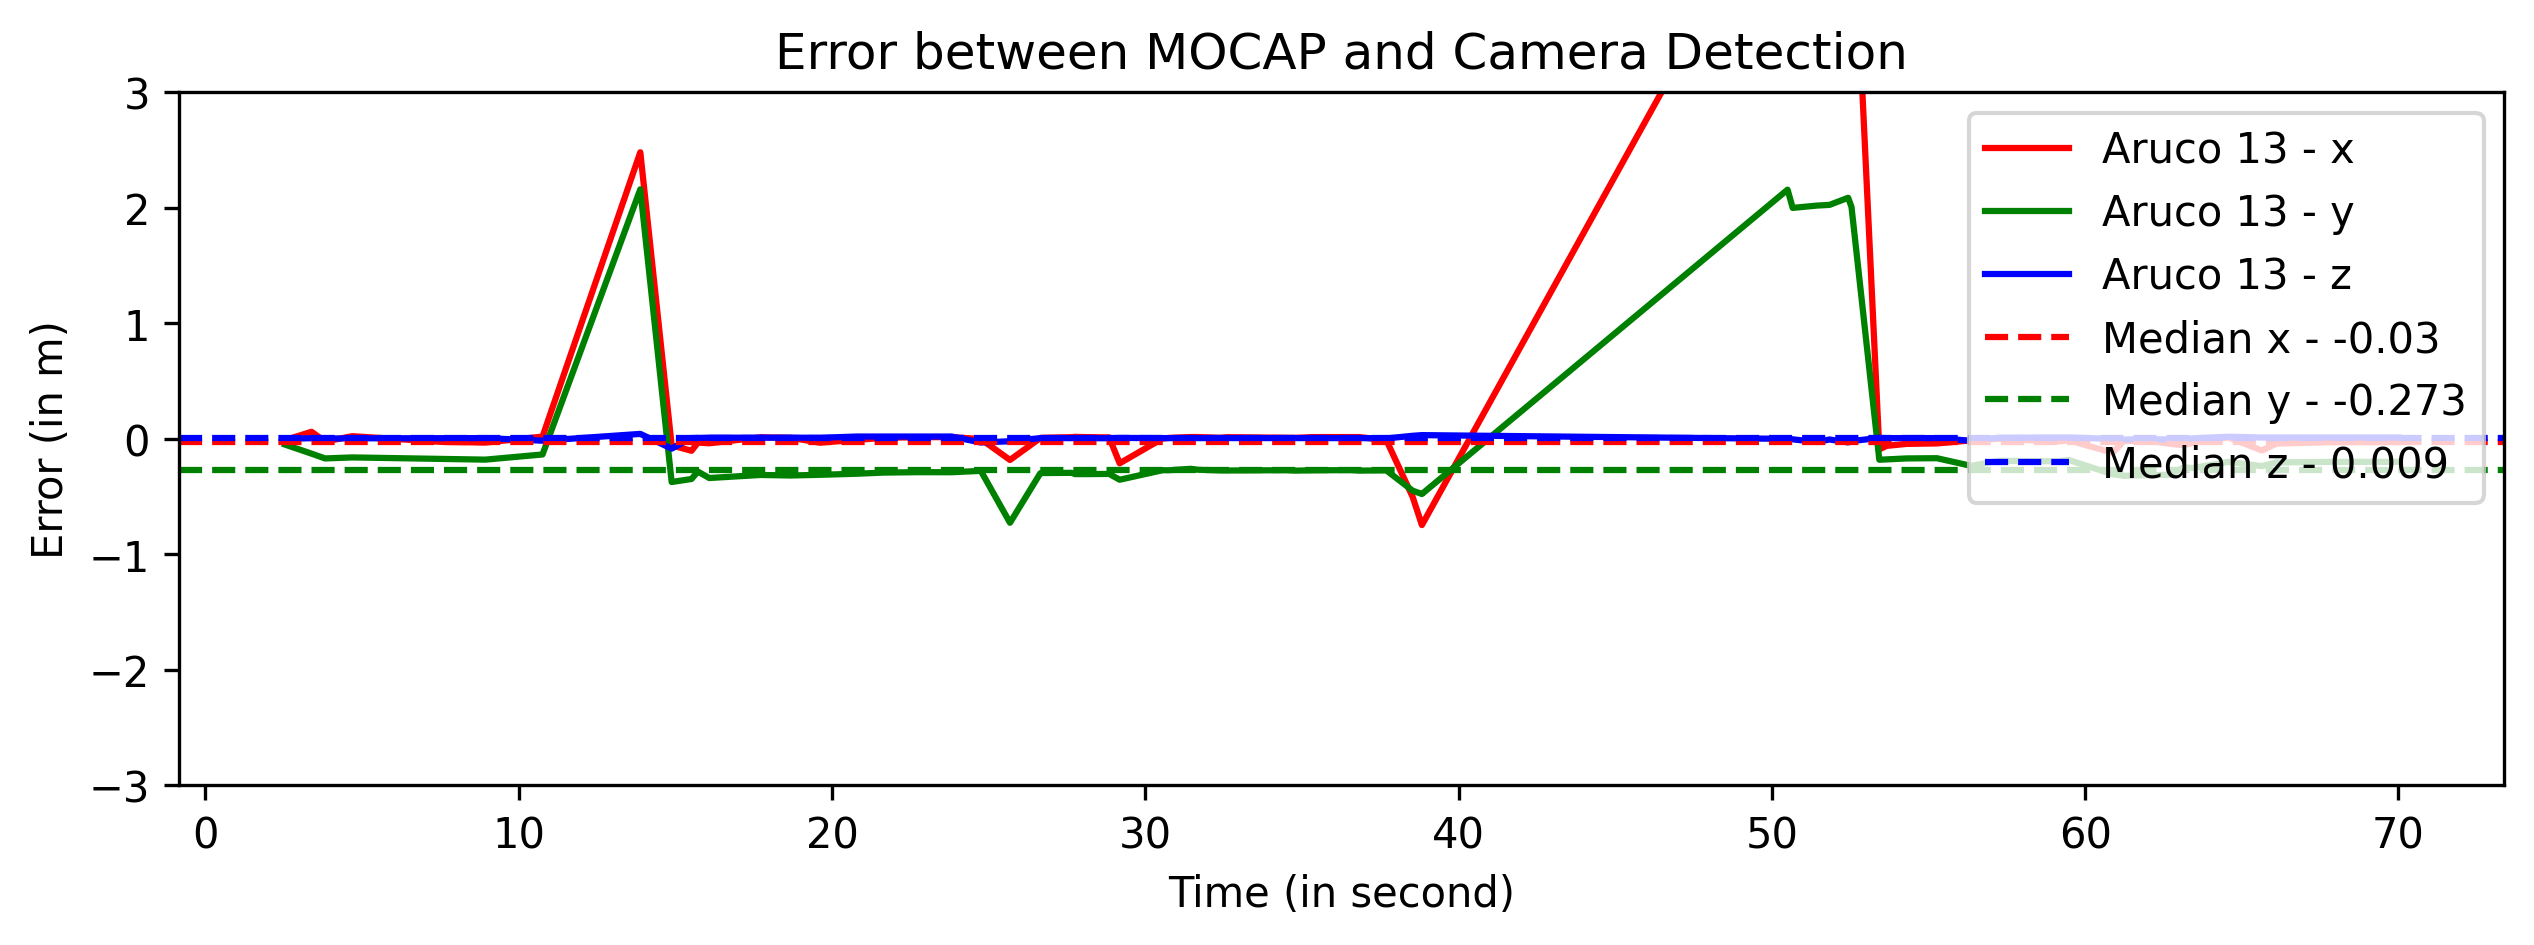 Error between MOCAP and Camera Detection
3
2
1
0
−1
−2
−3
Error (in m)
Aruco 13 - x
Aruco 13 - y
Aruco 13 - z
Median x - -0.03
Median y - -0.273
Median z - 0.009
0 10 20 30 40 50 60 70
Time (in second)